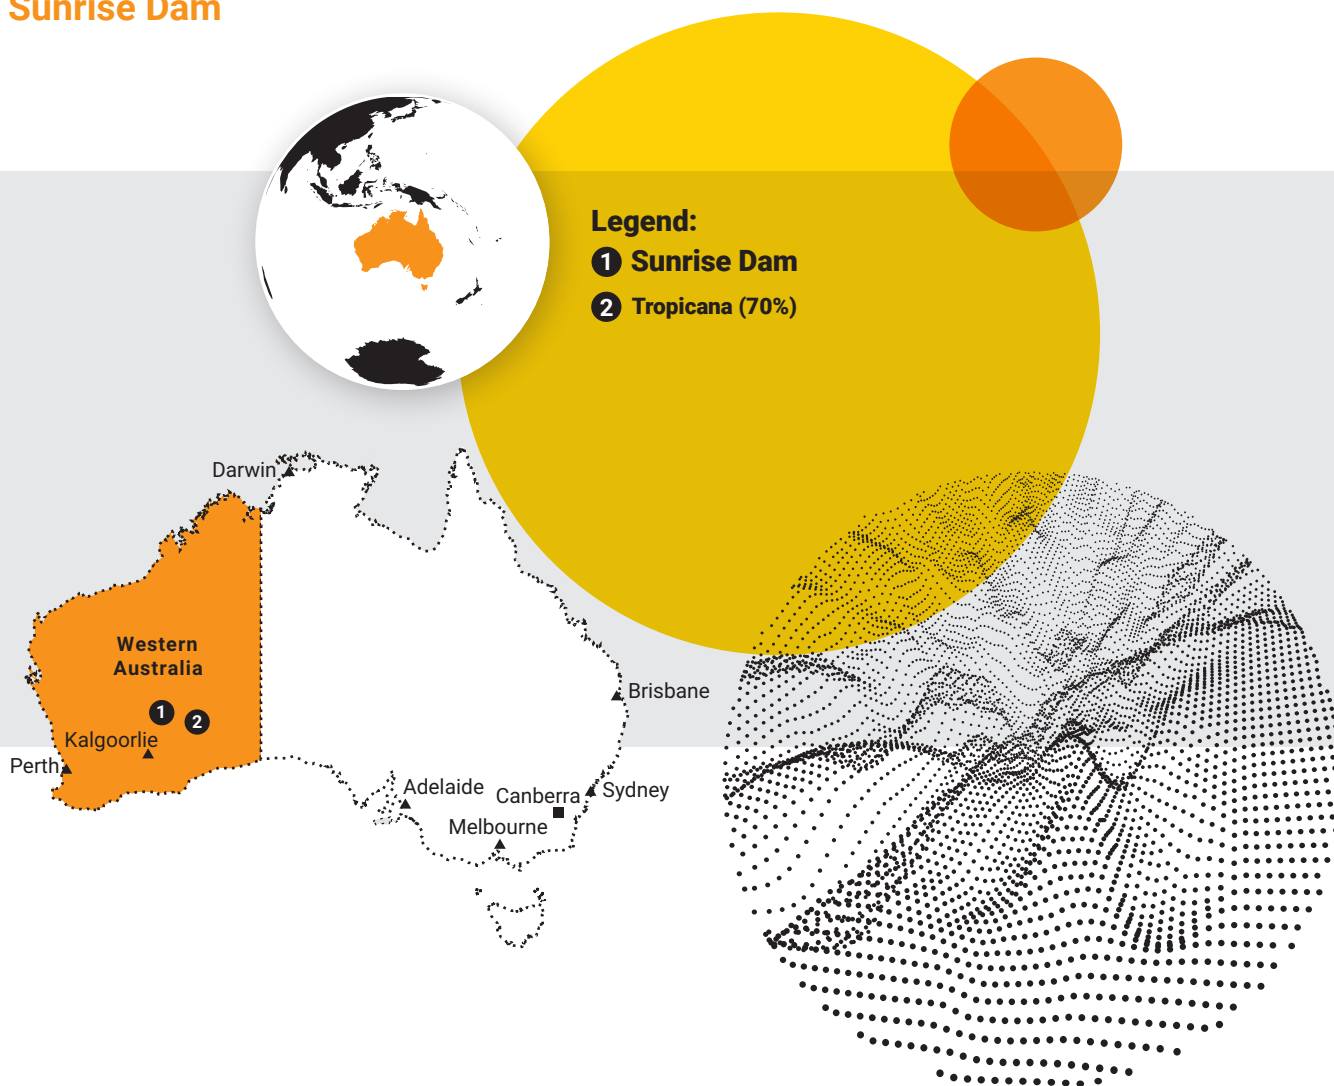 Sunrise Dam
Legend:
1 Sunrise Dam
2 Tropicana (70%)
Darwin
Western
Australia
1
2
Brisbane
Kalgoorlie
Perth
Adelaide
Canberra
Sydney
Melbourne